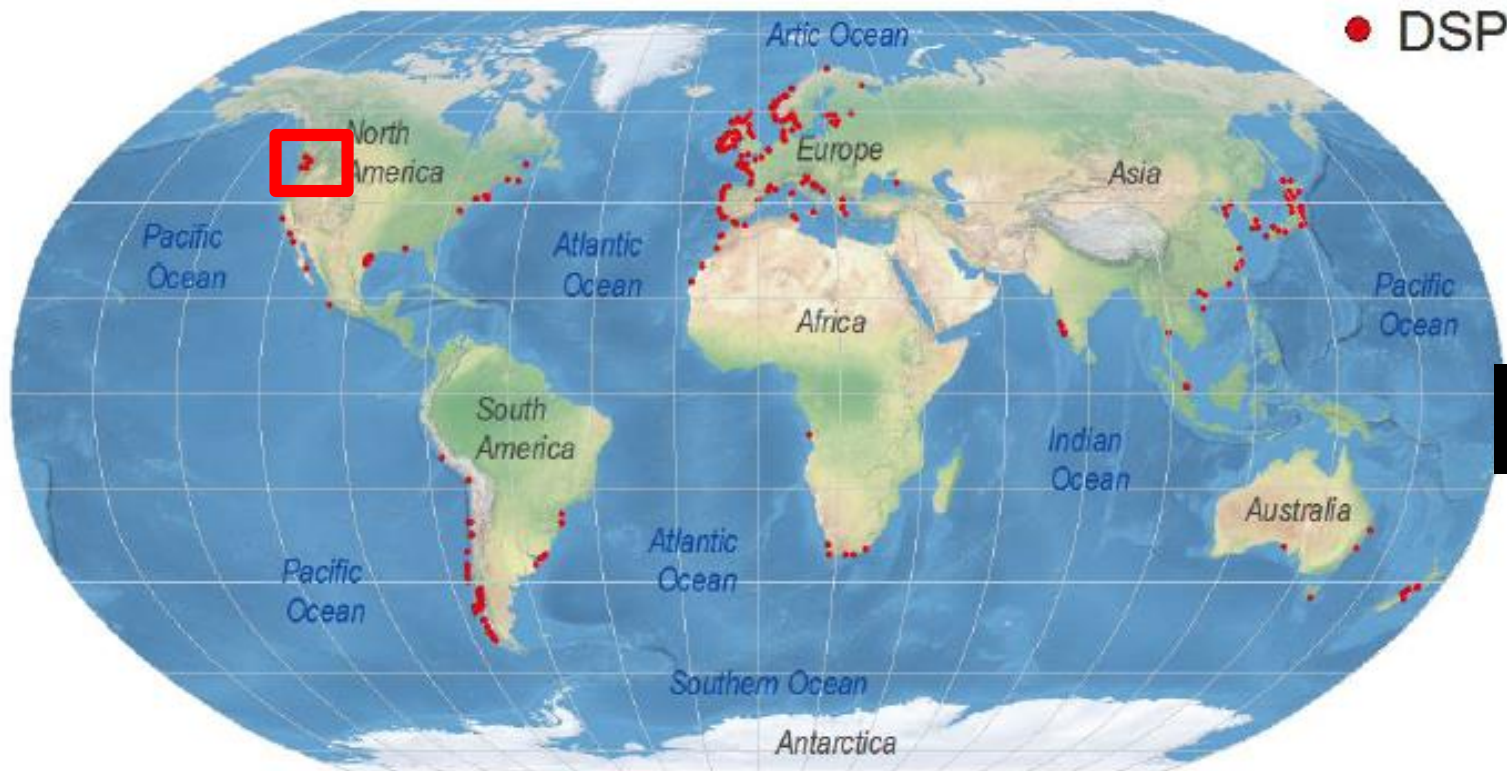 Artic Ocean
DSP
North
America
Europe
Asia
Pacific
Ocean
Atlantic
Ocean
Africa
Pacific
Ocean
South
America
Indian
Ocean
Australia
Atlantic
Ocean
Pacific
Ocean
Southern Ocean
Antarctica